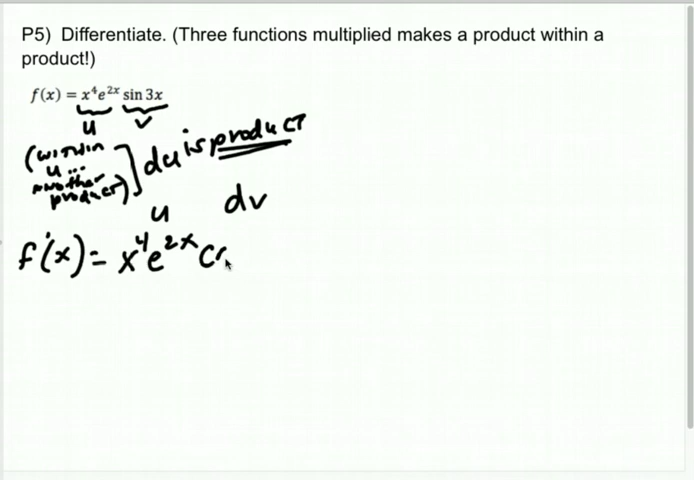 P5) Differentiate. (Three functions multiplied makes a product within a
product!)
f(x) = x⁴e²ˣ sin 3x
u v
(within
u ...
another
product)] du is product
u dv
f'(x) = x⁴e²ˣ co